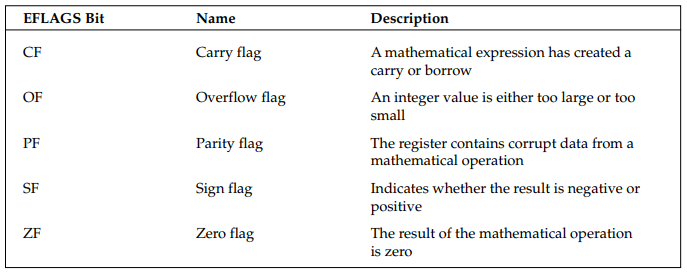 EFLAGS Bit Name Description
CF Carry flag A mathematical expression has created a
carry or borrow
OF Overflow flag An integer value is either too large or too
small
PF Parity flag The register contains corrupt data from a
mathematical operation
SF Sign flag Indicates whether the result is negative or
positive
ZF Zero flag The result of the mathematical operation
is zero